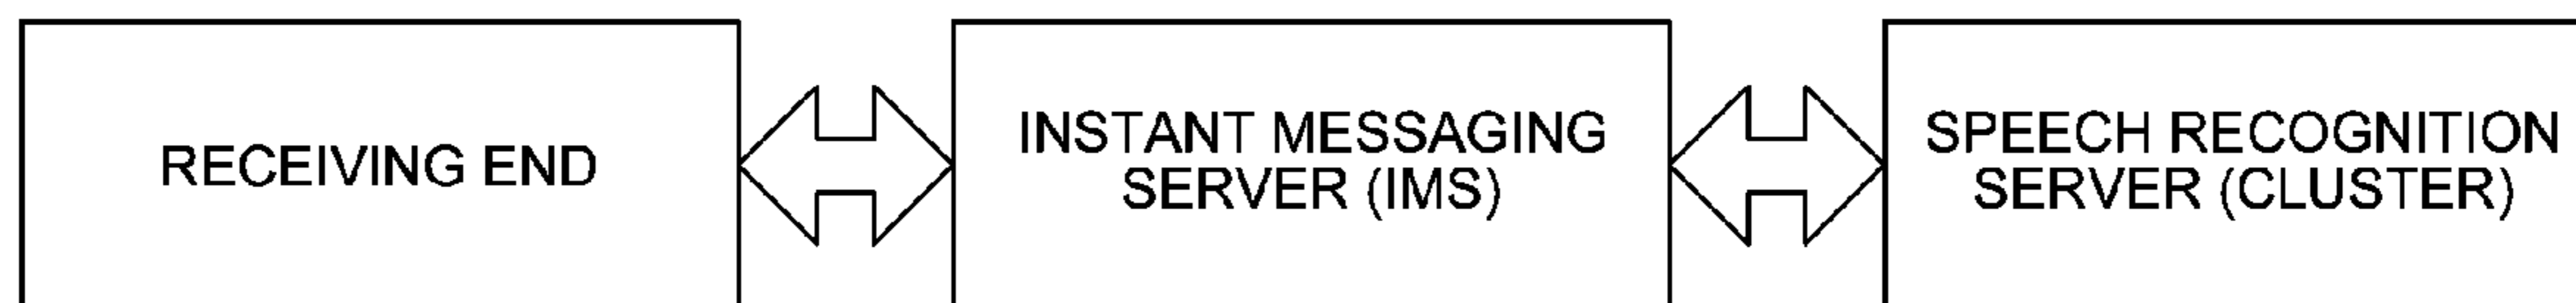 RECEIVING END
INSTANT MESSAGING
SERVER (IMS)
SPEECH RECOGNITION
SERVER (CLUSTER)